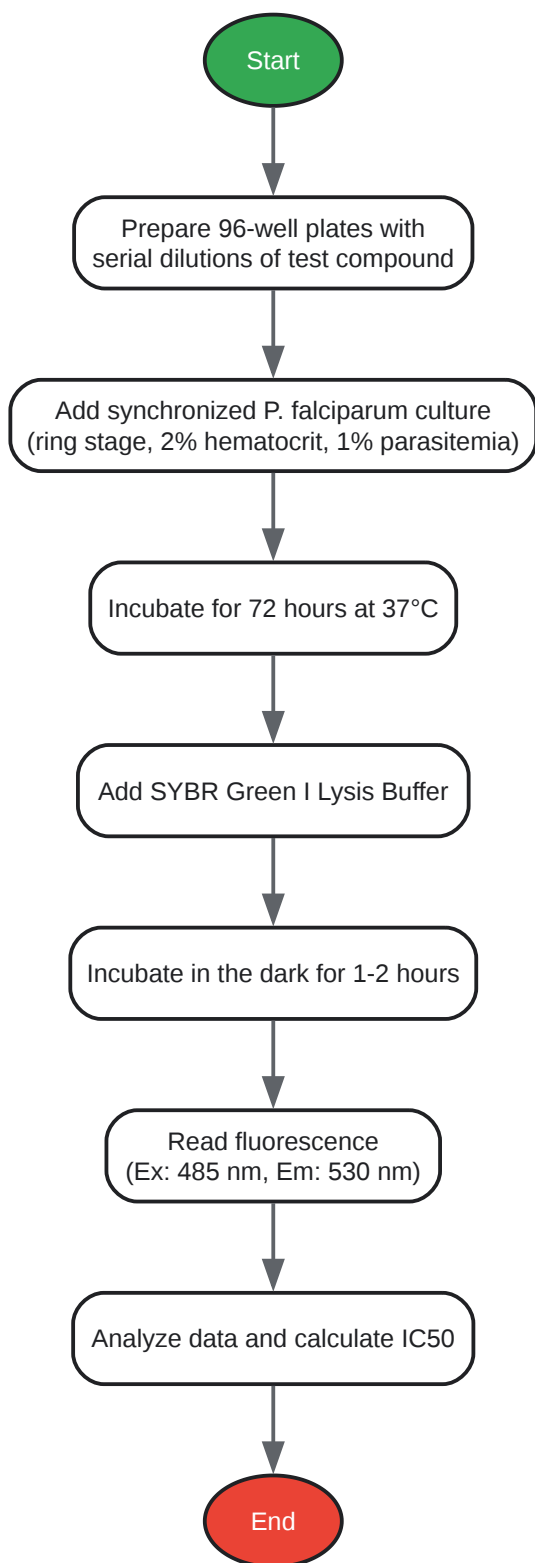 Start
Prepare 96-well plates with
serial dilutions of test compound
Add synchronized P. falciparum culture
(ring stage, 2% hematocrit, 1% parasitemia)
Incubate for 72 hours at 37°C
Add SYBR Green I Lysis Buffer
Incubate in the dark for 1-2 hours
Read fluorescence
(Ex: 485 nm, Em: 530 nm)
Analyze data and calculate IC50
End